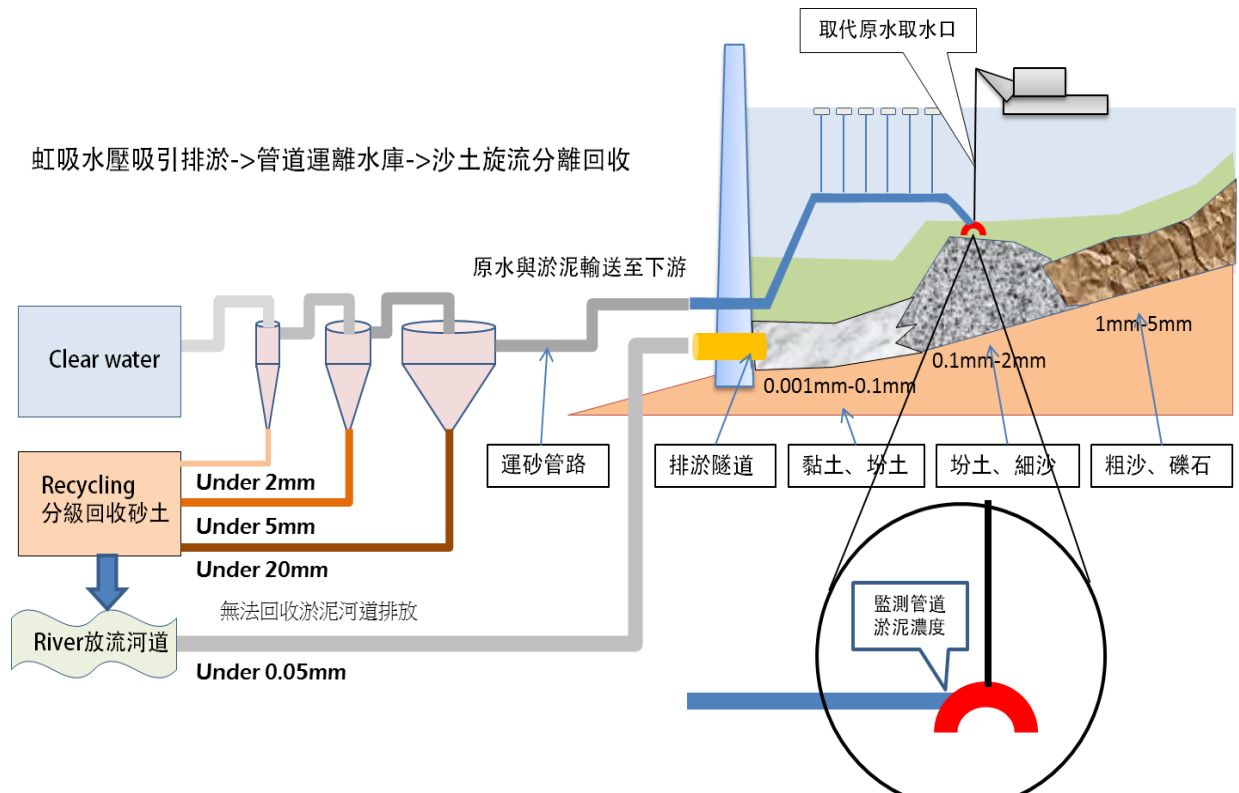 取代原水取水口
虹吸水壓吸引排淤->管道運離水庫->沙土旋流分離回收
原水與淤泥輸送至下游
Clear water
1mm-5mm
0.1mm-2mm
0.001mm-0.1mm
運砂管路
排淤隧道
黏土、坋土
坋土、細沙
粗沙、礫石
Recycling
分級回收砂土
Under 2mm
Under 5mm
Under 20mm
無法回收淤泥河道排放
River放流河道
Under 0.05mm
監測管道
淤泥濃度